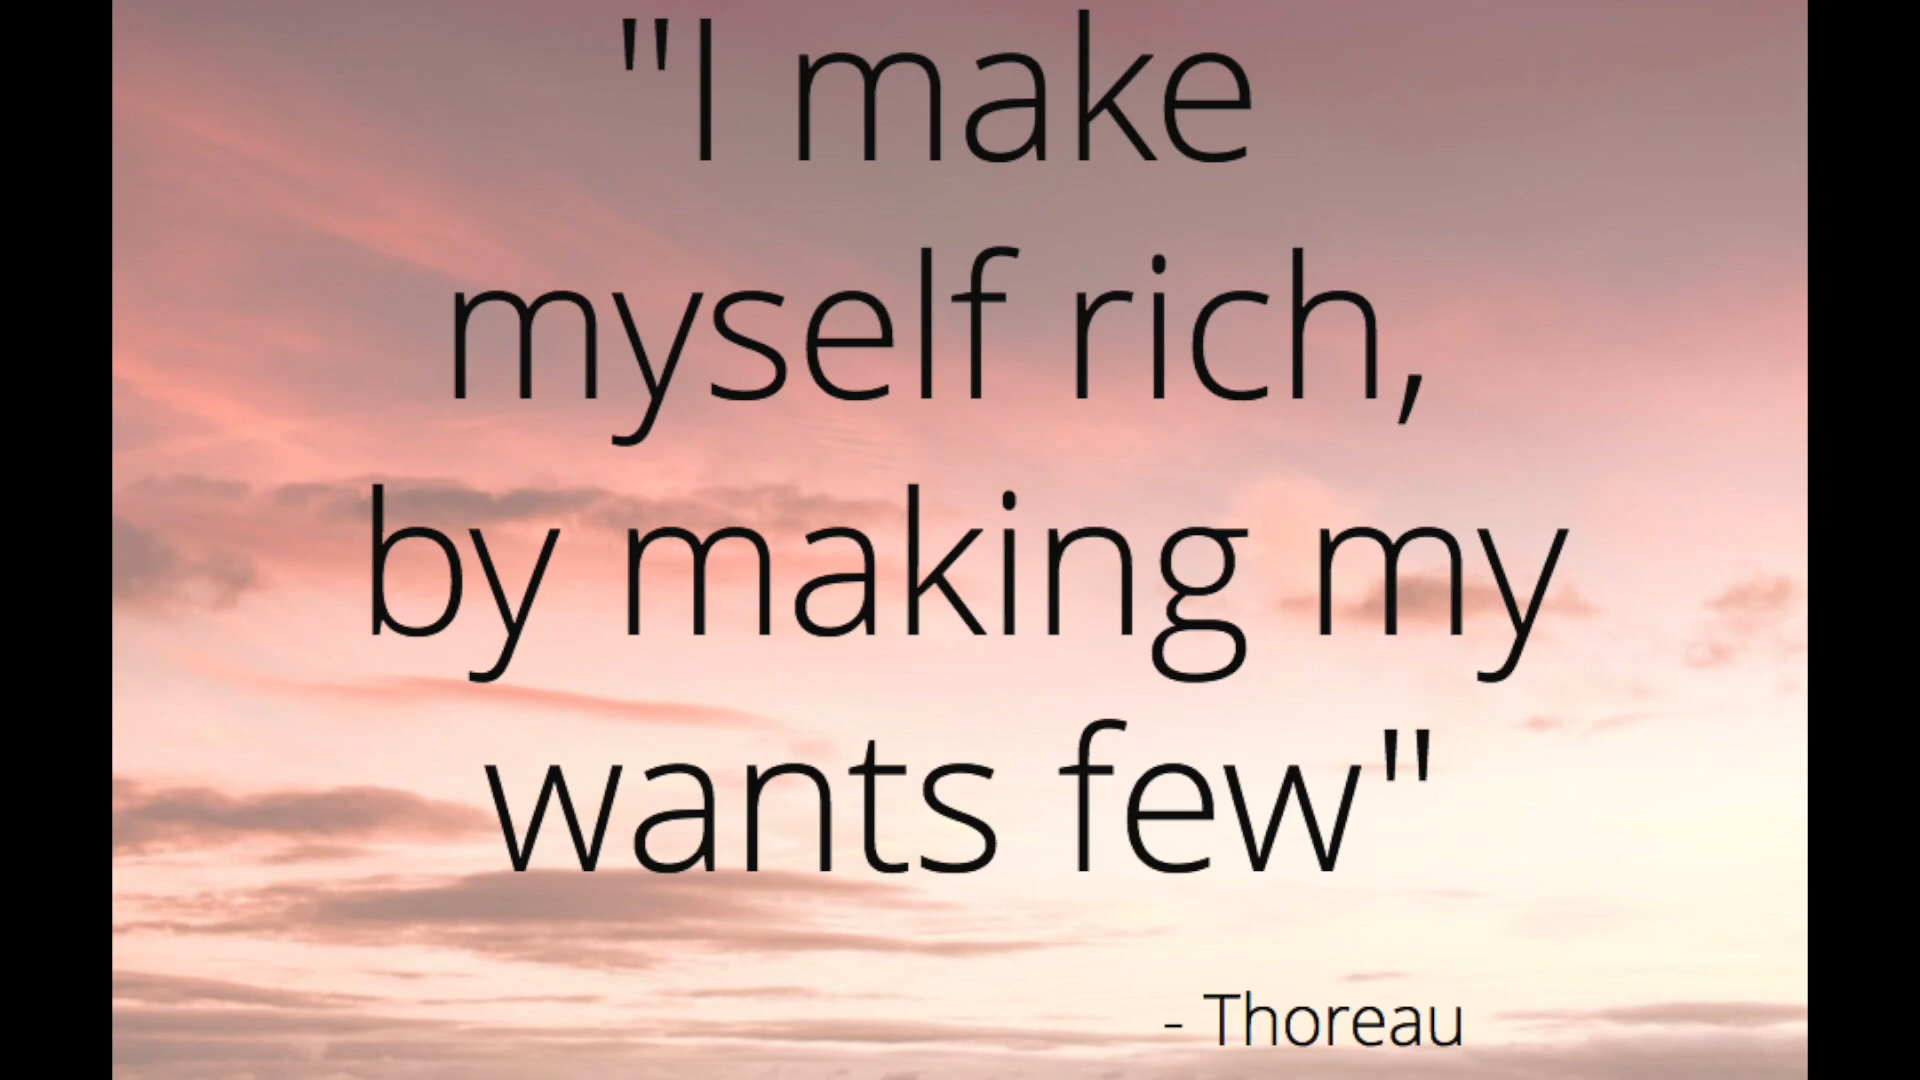 "I make
myself rich,
by making my
wants few"
- Thoreau